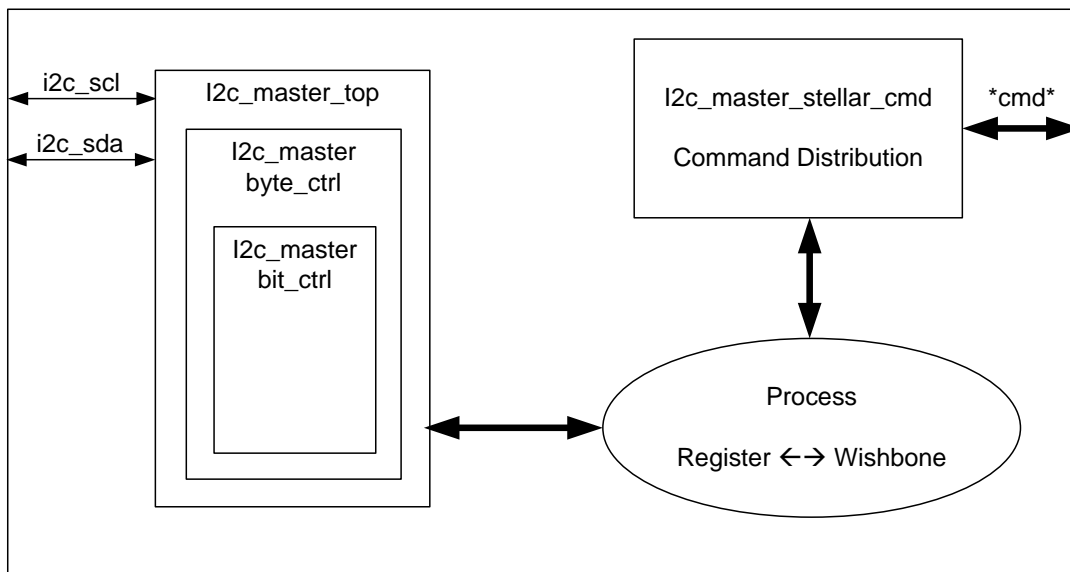 i2c_scl
i2c_sda
I2c_master_top
I2c_master
byte_ctrl
I2c_master
bit_ctrl
I2c_master_stellar_cmd
Command Distribution
*cmd*
Process
Register ←→ Wishbone